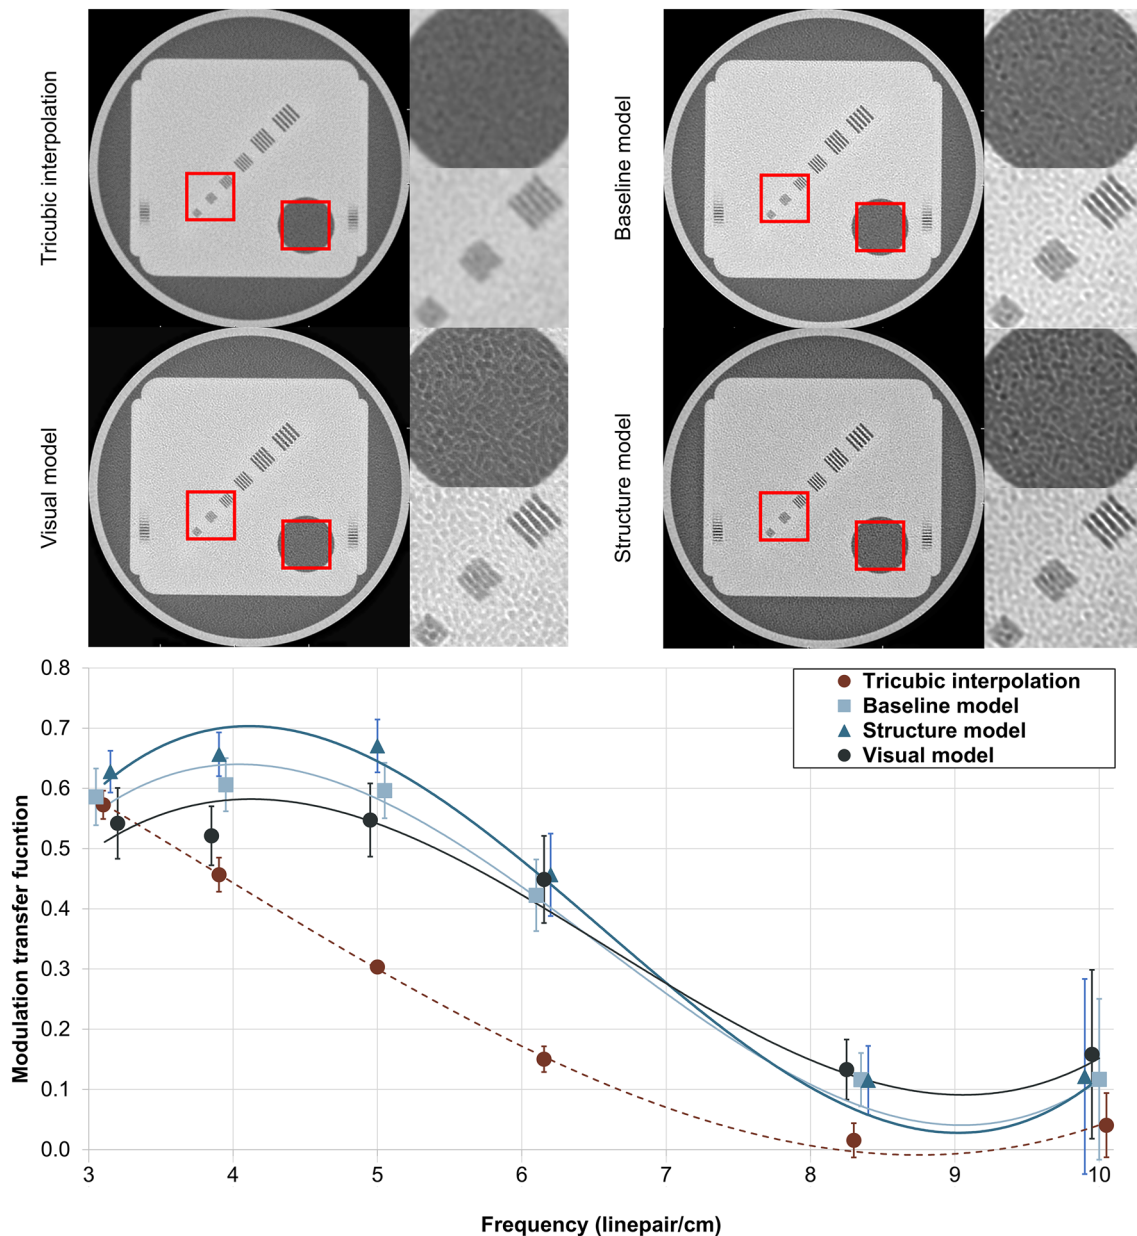 Tricubic interpolation
Baseline model
Visual model
Structure model
0.8
0.7
0.6
0.5
0.4
0.3
0.2
0.1
0.0
Modulation transfer fucntion
Tricubic interpolation
Baseline model
Structure model
Visual model
3 4 5 6 7 8 9 10
Frequency (linepair/cm)